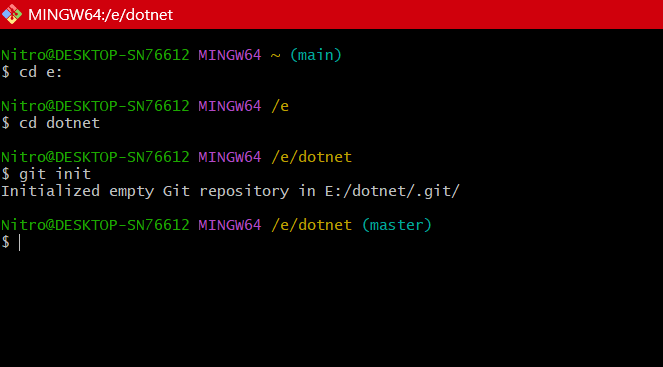 MINGW64:/e/dotnet
Nitro@DESKTOP-SN76612 MINGW64 ~ (main)
$ cd e:
Nitro@DESKTOP-SN76612 MINGW64 /e
$ cd dotnet
Nitro@DESKTOP-SN76612 MINGW64 /e/dotnet
$ git init
Initialized empty Git repository in E:/dotnet/.git/
Nitro@DESKTOP-SN76612 MINGW64 /e/dotnet (master)
$